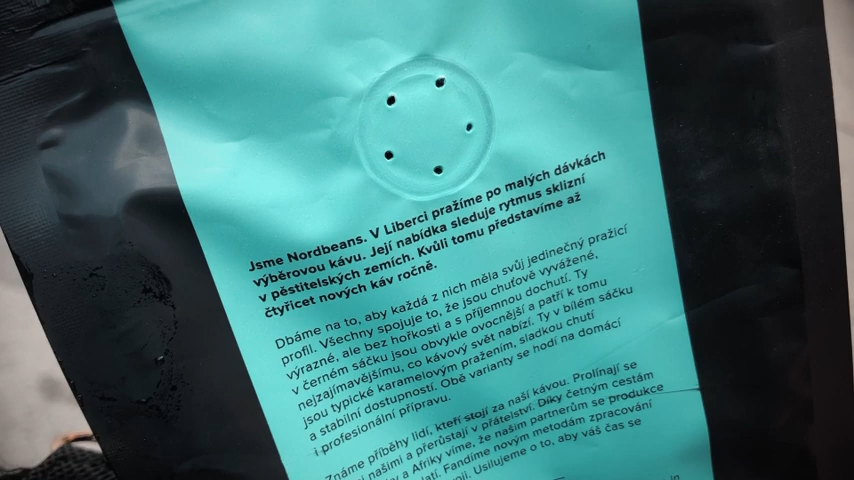 Jsme Nordbeans. V Liberci pražíme po malých dávkách
výběrovou kávu. Její nabídka sleduje rytmus sklizní
v pěstitelských zemích. Kvůli tomu představíme až
čtyřicet nových káv ročně.
Dbáme na to, aby každá z nich měla svůj jedinečný pražicí
profil. Všechny spojuje to, že jsou chuťově vyvážené,
výrazné, ale bez hořkosti a s příjemnou dochutí. Ty
v černém sáčku jsou obvykle ovocnější a patří k tomu
nejzajímavějšímu, co kávový svět nabízí. Ty v bílém sáčku
jsou typické karamelovým pražením, sladkou chutí
a stabilní dostupností. Obě varianty se hodí na domácí
i profesionální přípravu.
Známe příběhy lidí, kteří stojí za naší kávou. Prolínají se
našimi a přerůstají v přátelství. Díky četným cestám
a Afriky víme, že našim partnerům se produkce
Fandíme novým metodám zpracování
Usilujeme o to, aby váš čas se